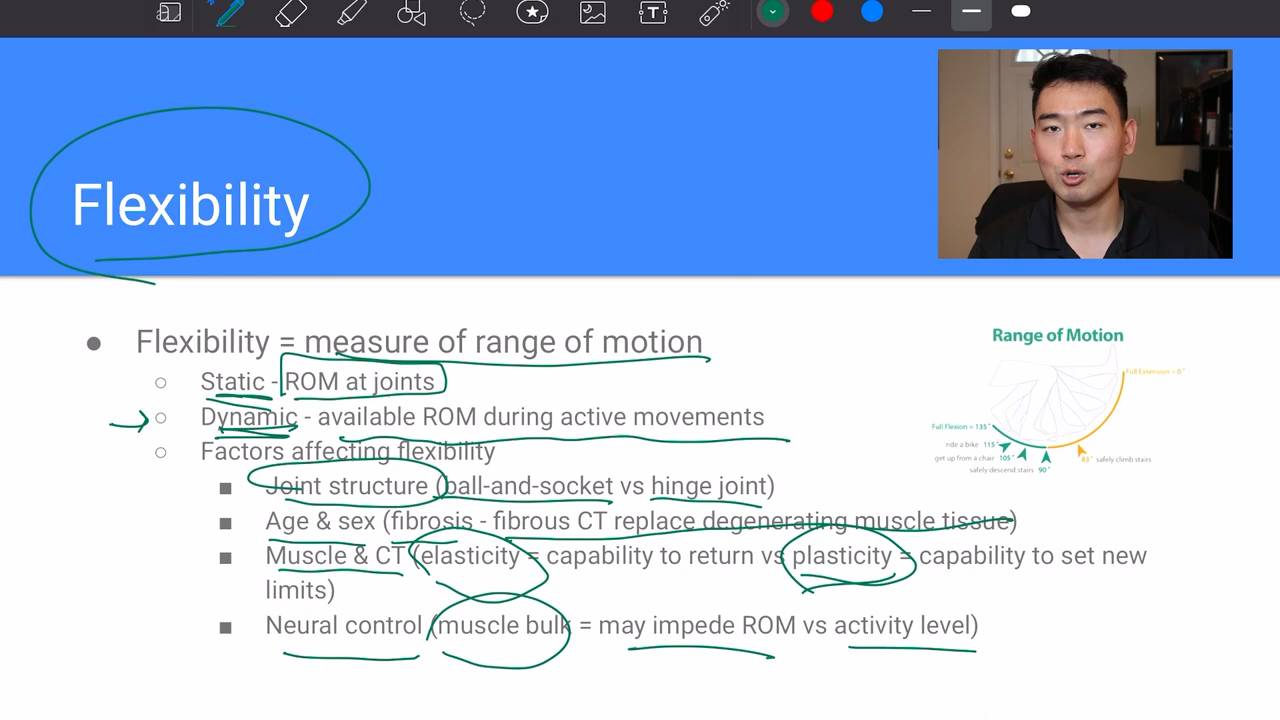 Flexibility
● Flexibility = measure of range of motion
○ Static - ROM at joints
○ Dynamic - available ROM during active movements
○ Factors affecting flexibility
■ Joint structure (ball-and-socket vs hinge joint)
■ Age & sex (fibrosis - fibrous CT replace degenerating muscle tissue)
■ Muscle & CT (elasticity = capability to return vs plasticity = capability to set new
limits)
■ Neural control (muscle bulk = may impede ROM vs activity level)
Range of Motion
Full Extension = 0°
Full Flexion = 135°
ride a bike 115°
get up from a chair 105°
safely descend stairs 90°
83° safely climb stairs